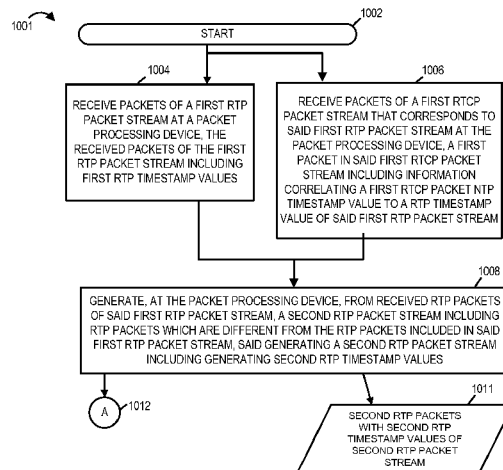 1001
1002
START
1004
RECEIVE PACKETS OF A FIRST RTP
PACKET STREAM AT A PACKET
PROCESSING DEVICE, THE
RECEIVED PACKETS OF THE FIRST
RTP PACKET STREAM INCLUDING
FIRST RTP TIMESTAMP VALUES
1006
RECEIVE PACKETS OF A FIRST RTCP
PACKET STREAM THAT CORRESPONDS TO
SAID FIRST RTP PACKET STREAM AT THE
PACKET PROCESSING DEVICE, A FIRST
PACKET IN SAID FIRST RTCP PACKET
STREAM INCLUDING INFORMATION
CORRELATING A FIRST RTCP PACKET NTP
TIMESTAMP VALUE TO A RTP TIMESTAMP
VALUE OF SAID FIRST RTP PACKET STREAM
1008
GENERATE, AT THE PACKET PROCESSING DEVICE, FROM RECEIVED RTP PACKETS
OF SAID FIRST RTP PACKET STREAM, A SECOND RTP PACKET STREAM INCLUDING
RTP PACKETS WHICH ARE DIFFERENT FROM THE RTP PACKETS INCLUDED IN SAID
FIRST RTP PACKET STREAM, SAID GENERATING A SECOND RTP PACKET STREAM
INCLUDING GENERATING SECOND RTP TIMESTAMP VALUES
A
1012
1011
SECOND RTP PACKETS
WITH SECOND RTP
TIMESTAMP VALUES OF
SECOND RTP PACKET
STREAM